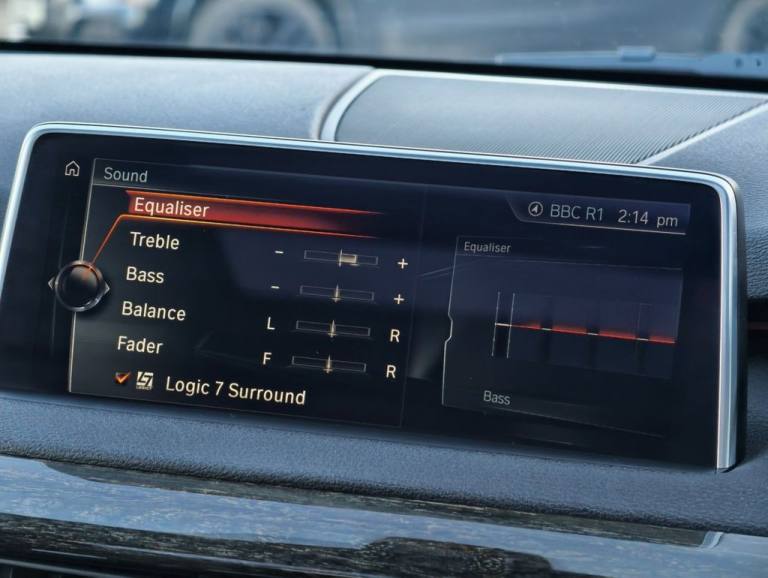 Sound
BBC R1 2:14 pm
Equaliser
Treble - +
Bass - +
Balance L R
Fader F R
Logic 7 Surround
Equaliser
Bass